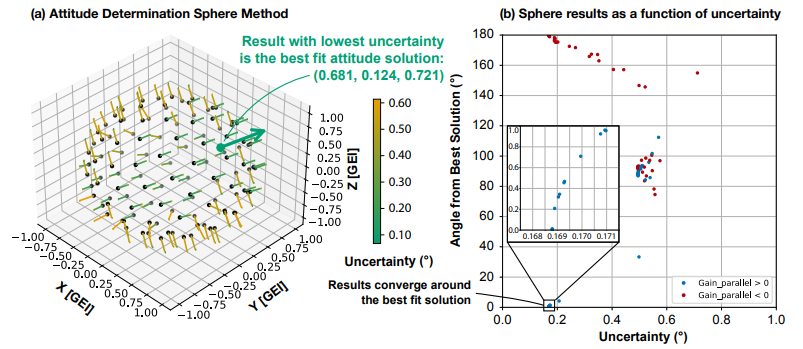 (a) Attitude Determination Sphere Method
Result with lowest uncertainty
is the best fit attitude solution:
(0.681, 0.124, 0.721)
1.00
0.75
0.50
0.25
0.00
−0.25
−0.50
−0.75
−1.00
Z [GEI]
−1.00
−0.75
−0.50
−0.25
0.00
0.25
0.50
0.75
1.00
X [GEI]
−1.00
−0.75
−0.50
−0.25
0.00
0.25
0.50
0.75
1.00
Y [GEI]
0.60
0.50
0.40
0.30
0.20
0.10
Uncertainty (°)
(b) Sphere results as a function of uncertainty
180
160
140
120
100
80
60
40
20
0
Angle from Best Solution (°)
1.0
0.8
0.6
0.4
0.2
0.0
0.168 0.169 0.170 0.171
Results converge around
the best fit solution
Gain_parallel > 0
Gain_parallel < 0
0.0 0.2 0.4 0.6 0.8 1.0
Uncertainty (°)